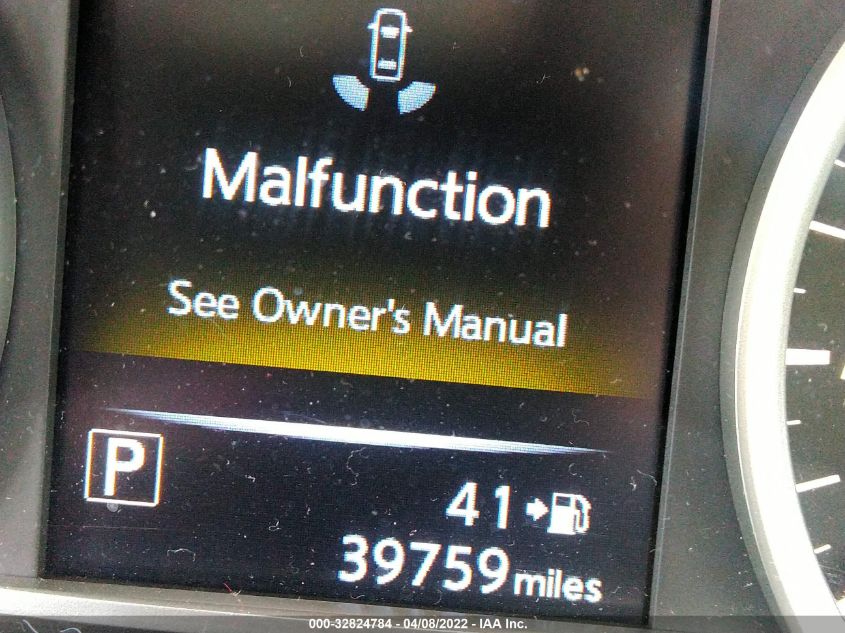 Malfunction
See Owner's Manual
P
41
39759 miles
000-32824784 - 04/08/2022 - IAA Inc.